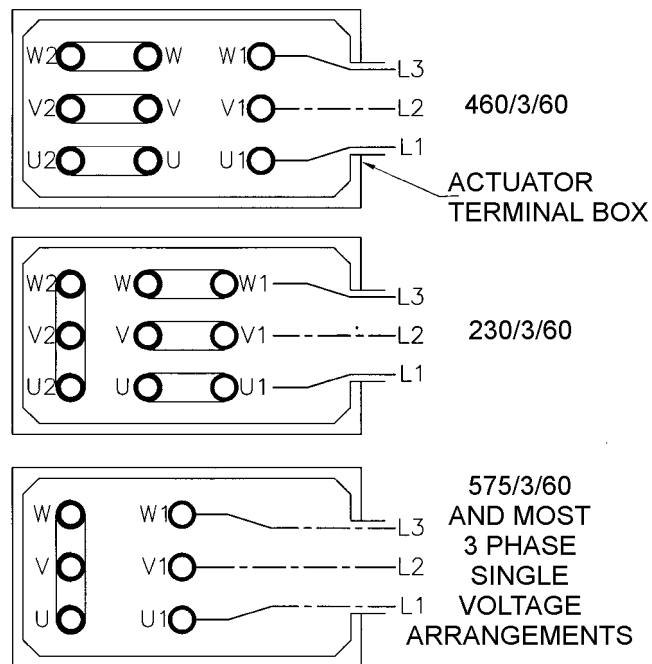 W2 W W1 L3
V2 V V1 L2 460/3/60
U2 U U1 L1
ACTUATOR
TERMINAL BOX
W2 W W1 L3
V2 V V1 L2 230/3/60
U2 U U1 L1
575/3/60
W W1 L3 AND MOST
3 PHASE
V V1 L2 SINGLE
U U1 L1 VOLTAGE
ARRANGEMENTS